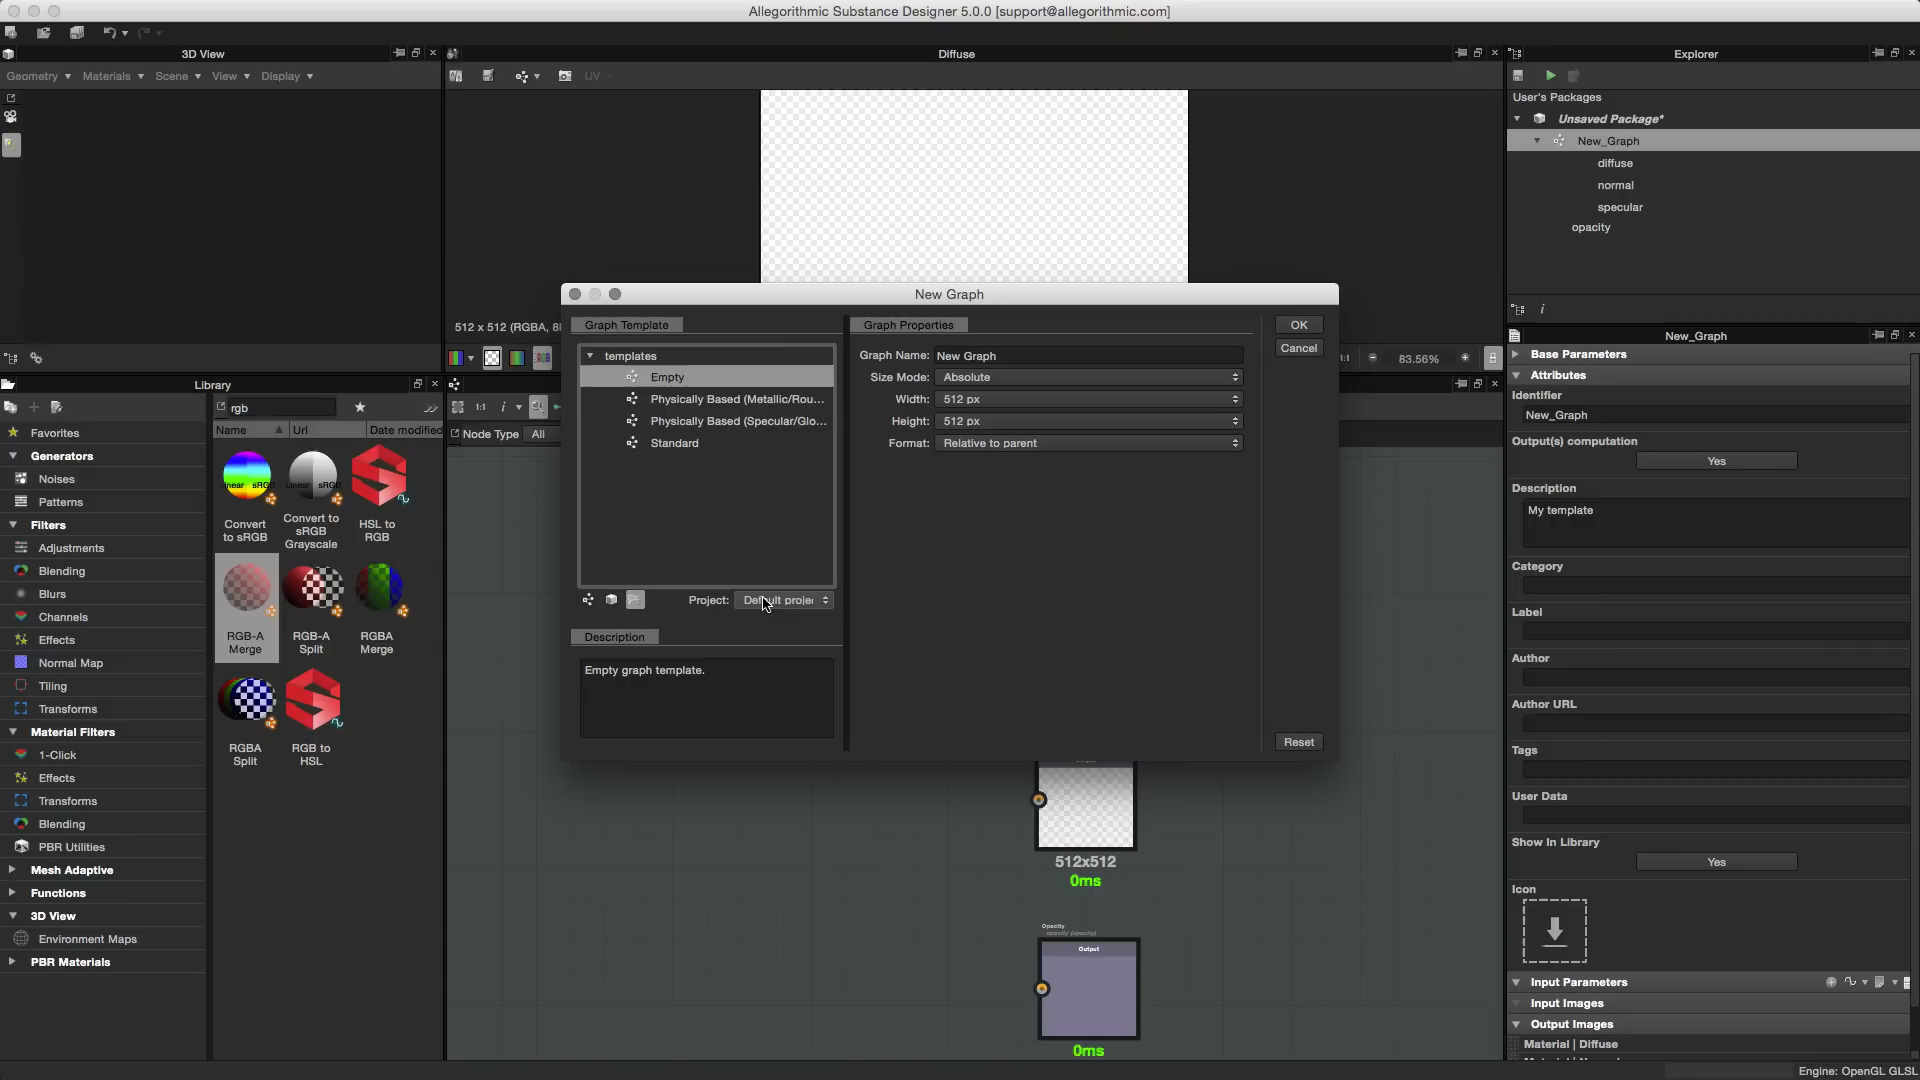 Allegorithmic Substance Designer 5.0.0 [support@allegorithmic.com]
3D View
Geometry
Materials
Scene
View
Display
Diffuse
UV
512 x 512 (RGBA, 8
83.56%
Explorer
User's Packages
Unsaved Package*
New_Graph
diffuse
normal
specular
opacity
New Graph
Graph Template
templates
Empty
Physically Based (Metallic/Rou...
Physically Based (Specular/Glo...
Standard
Project:
Description
Empty graph template.
Graph Properties
Graph Name: New Graph
Size Mode: Absolute
Width: 512 px
Height: 512 px
Format: Relative to parent
OK
Cancel
Reset
Library
rgb
Name
Url
Date modified
Favorites
Generators
Noises
Patterns
Filters
Adjustments
Blending
Blurs
Channels
Effects
Normal Map
Tiling
Transforms
Material Filters
1-Click
Effects
Transforms
Blending
PBR Utilities
Mesh Adaptive
Functions
3D View
Environment Maps
PBR Materials
Convert to sRGB
Convert to sRGB Grayscale
HSL to RGB
RGB-A Merge
RGB-A Split
RGBA Merge
RGBA Split
RGB to HSL
1:1
Node Type
All
512x512
0ms
Opacity
opacity (opacity)
Output
0ms
New_Graph
Base Parameters
Attributes
Identifier
New_Graph
Output(s) computation
Yes
Description
My template
Category
Label
Author
Author URL
Tags
User Data
Show In Library
Yes
Icon
Input Parameters
Input Images
Output Images
Material | Diffuse
Engine: OpenGL GLSL